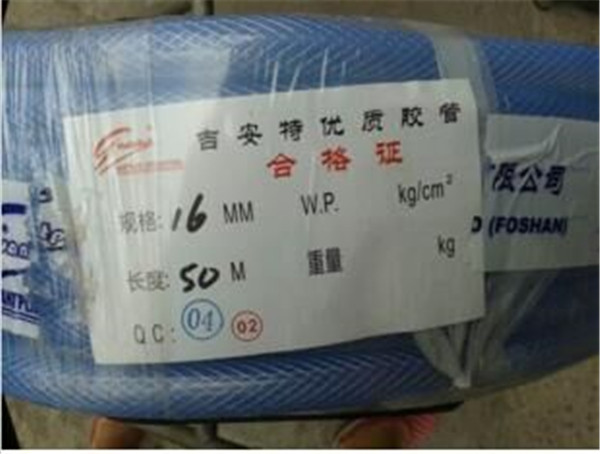 吉安特优质胶管
合格证
规格: 16 MM W.P. kg/cm²
长度: 50 M 重量 kg
QC: 04 02
限公司
D (FOSHAN)